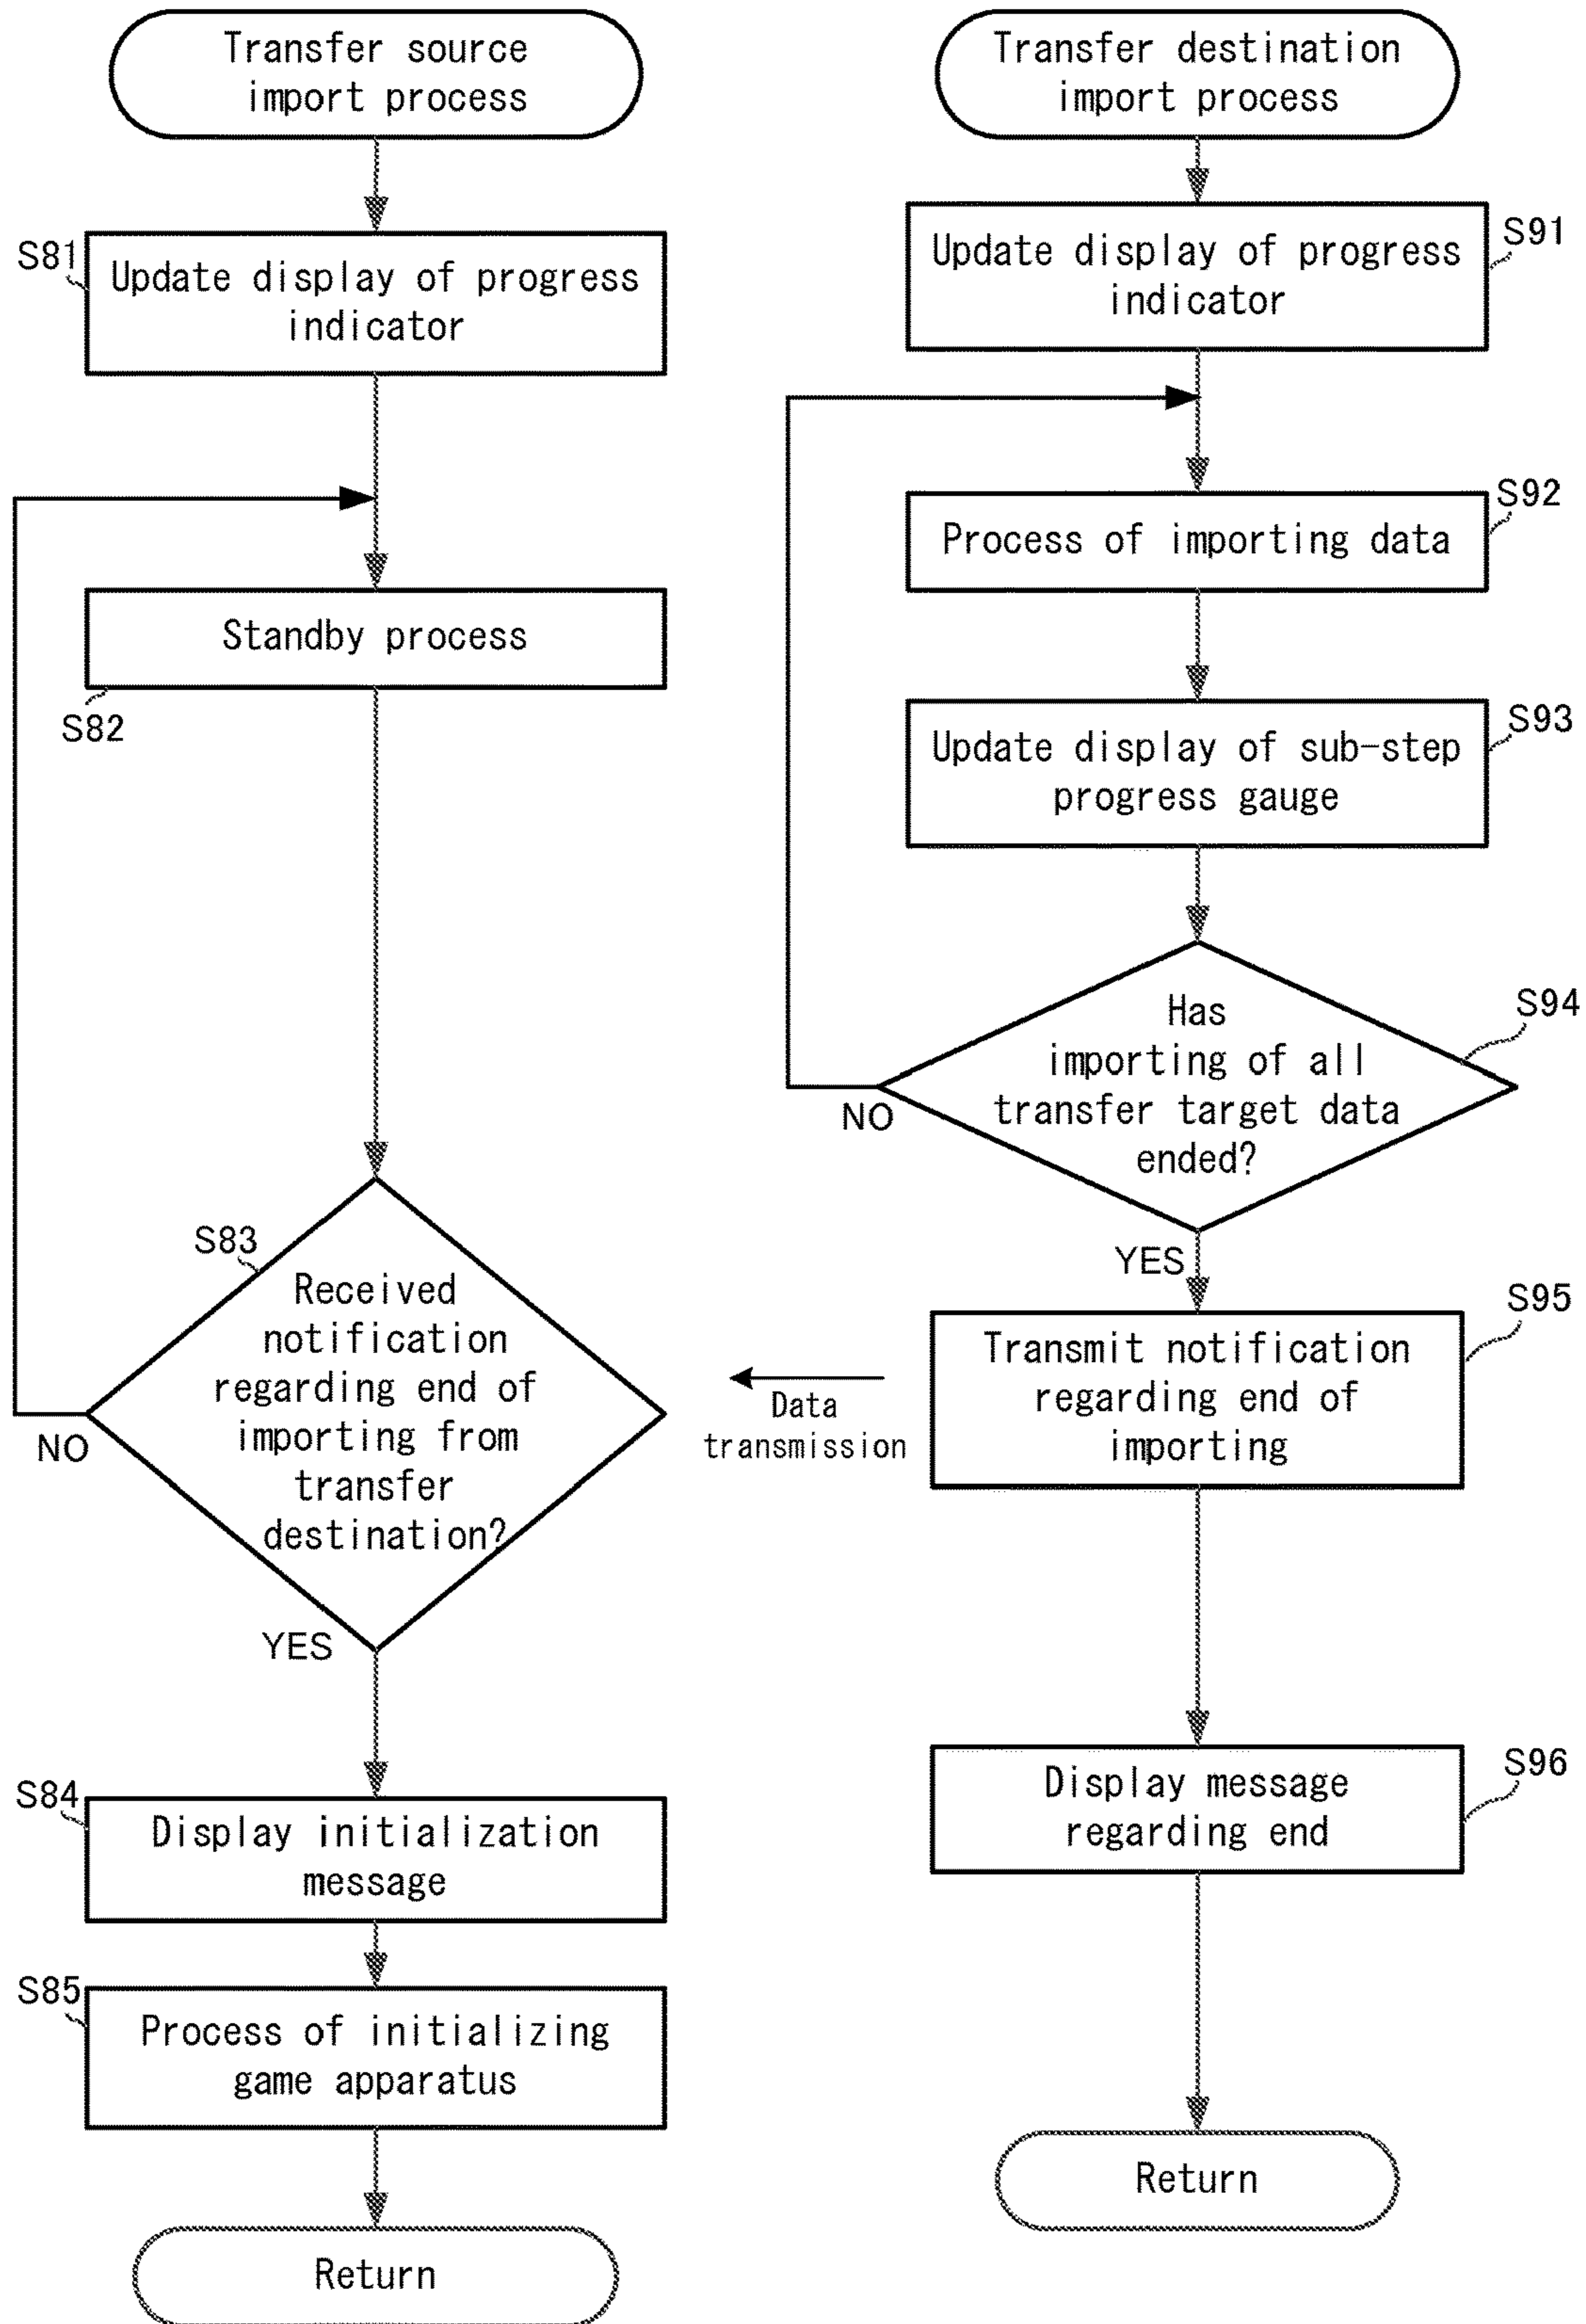 Transfer source
import process
S81
Update display of progress
indicator
Standby process
S82
S83
Received
notification
regarding end of
importing from
transfer
destination?
NO
YES
S84
Display initialization
message
S85
Process of initializing
game apparatus
Return
Transfer destination
import process
S91
Update display of progress
indicator
S92
Process of importing data
S93
Update display of sub-step
progress gauge
S94
Has
importing of all
transfer target data
ended?
NO
YES
S95
Transmit notification
regarding end of
importing
Data
transmission
S96
Display message
regarding end
Return